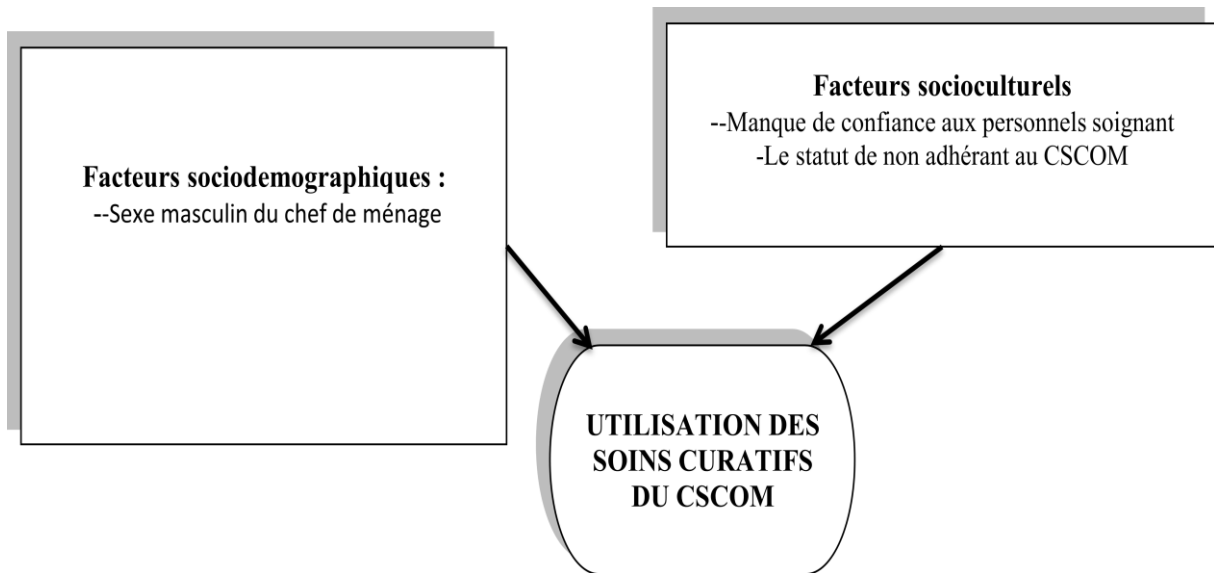 Facteurs sociodemographiques :
--Sexe masculin du chef de ménage
Facteurs socioculturels
--Manque de confiance aux personnels soignant
-Le statut de non adhérant au CSCOM
UTILISATION DES
SOINS CURATIFS
DU CSCOM